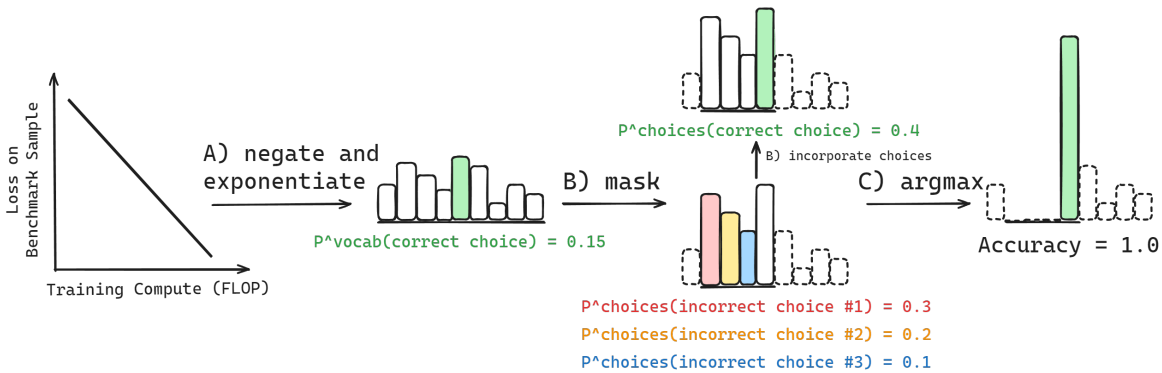 Loss on
Benchmark Sample
Training Compute (FLOP)
A) negate and
exponentiate
P^vocab(correct choice) = 0.15
B) mask
P^choices(correct choice) = 0.4
B) incorporate choices
P^choices(incorrect choice #1) = 0.3
P^choices(incorrect choice #2) = 0.2
P^choices(incorrect choice #3) = 0.1
C) argmax
Accuracy = 1.0